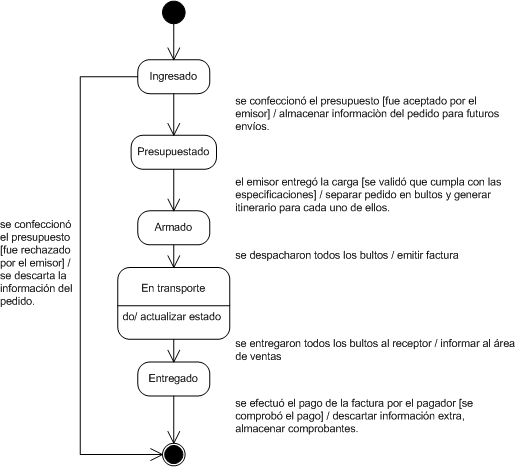 Ingresado
se confeccionó el presupuesto [fue aceptado por el
emisor] / almacenar informaciòn del pedido para futuros
envíos.
Presupuestado
el emisor entregó la carga [se validó que cumpla con las
especificaciones] / separar pedido en bultos y generar
itinerario para cada uno de ellos.
Armado
se confeccionó
el presupuesto
[fue rechazado
por el emisor] /
se descarta la
información del
pedido.
se despacharon todos los bultos / emitir factura
En transporte
do/ actualizar estado
se entregaron todos los bultos al receptor / informar al área
de ventas
Entregado
se efectuó el pago de la factura por el pagador [se
comprobó el pago] / descartar información extra,
almacenar comprobantes.